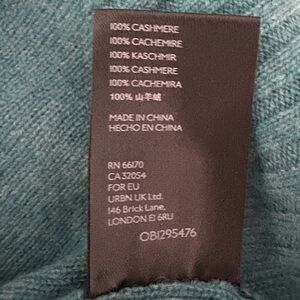 100% CASHMERE
100% CACHEMIRE
100% KASCHMIR
100% CASHMERE
100% CACHEMIRA
100% 山羊绒
MADE IN CHINA
HECHO EN CHINA
RN 66170
CA 32054
FOR EU
URBN UK Ltd.
146 Brick Lane,
LONDON E1 6RU
OB1295476